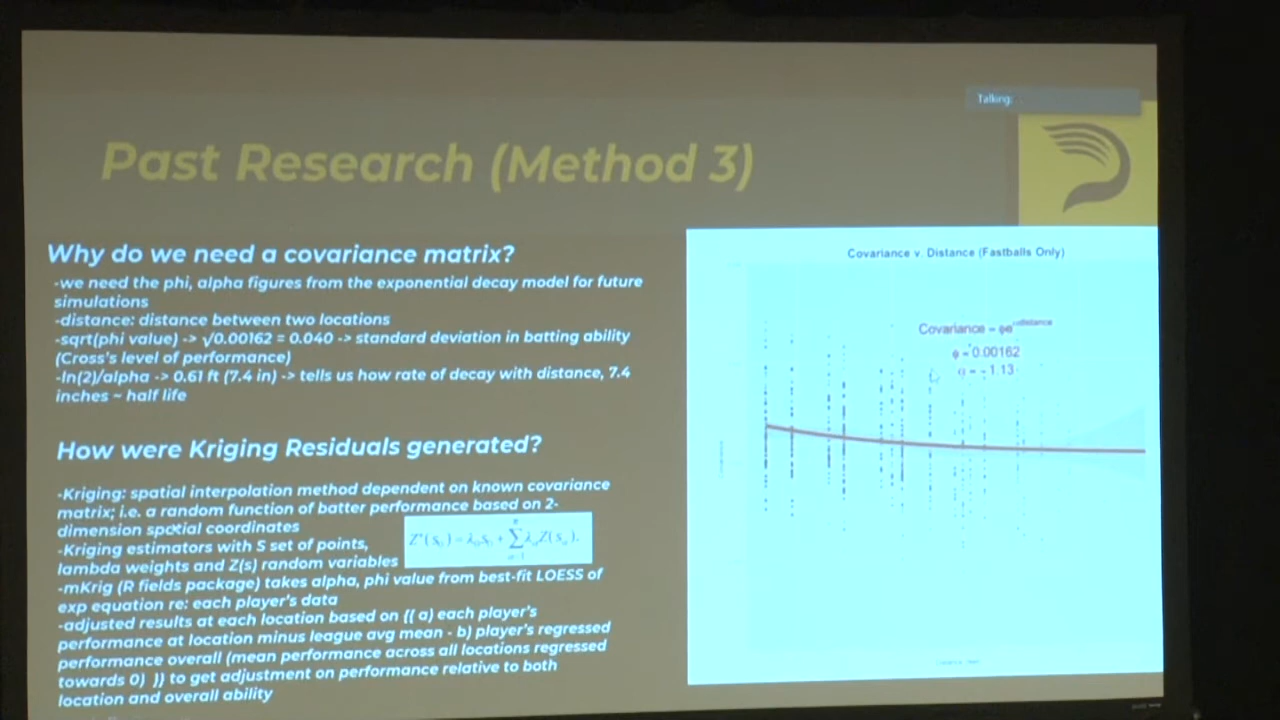 Talking:
Past Research (Method 3)
Why do we need a covariance matrix?
-we need the phi, alpha figures from the exponential decay model for future
simulations
-distance: distance between two locations
-sqrt(phi value) -> √0.00162 = 0.040 -> standard deviation in batting ability
(Cross's level of performance)
-ln(2)/alpha -> 0.61 ft (7.4 in) -> tells us how rate of decay with distance, 7.4
inches ~ half life
How were Kriging Residuals generated?
-Kriging: spatial interpolation method dependent on known covariance
matrix; i.e. a random function of batter performance based on 2-
dimension spatial coordinates
-Kriging estimators with S set of points,
lambda weights and Z(s) random variables
-mKrig (R fields package) takes alpha, phi value from best-fit LOESS of
exp equation re: each player's data
-adjusted results at each location based on {( a) each player's
performance at location minus league avg mean - b) player's regressed
performance overall (mean performance across all locations regressed
towards 0) )} to get adjustment on performance relative to both
location and overall ability
Covariance v. Distance (Fastballs Only)
Covariance = ϕe
ϕ = 0.00162
α = -1.13